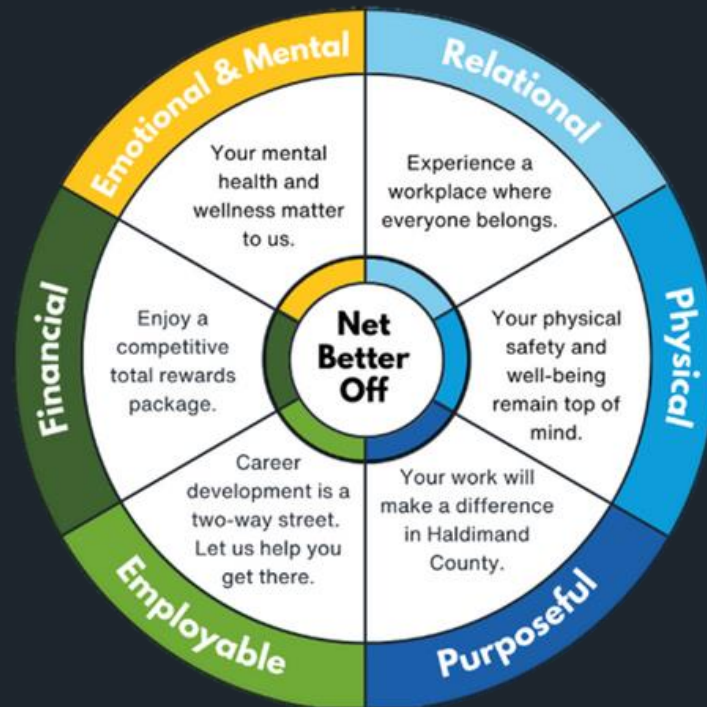 Emotional & Mental
Your mental
health and
wellness matter
to us.
Relational
Experience a
workplace where
everyone belongs.
Physical
Your physical
safety and
well-being
remain top of
mind.
Purposeful
Your work will
make a difference
in Haldimand
County.
Employable
Career
development is a
two-way street.
Let us help you
get there.
Financial
Enjoy a
competitive
total rewards
package.
Net
Better
Off